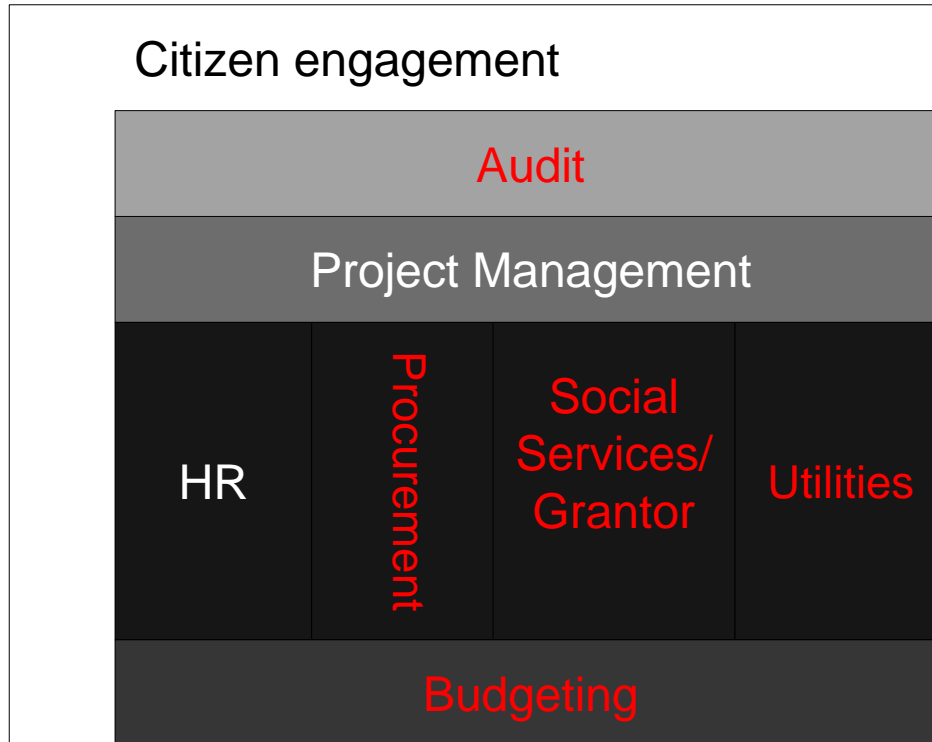 Citizen engagement
Audit
Project Management
HR
Procurement
Social
Services/
Grantor
Utilities
Budgeting